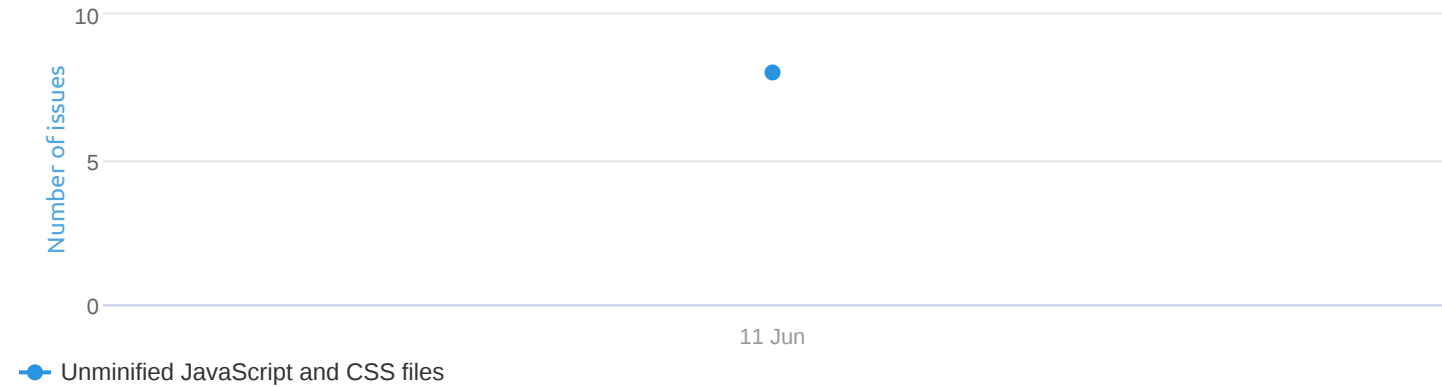 10
Number of issues
5
0
11 Jun
Unminified JavaScript and CSS files